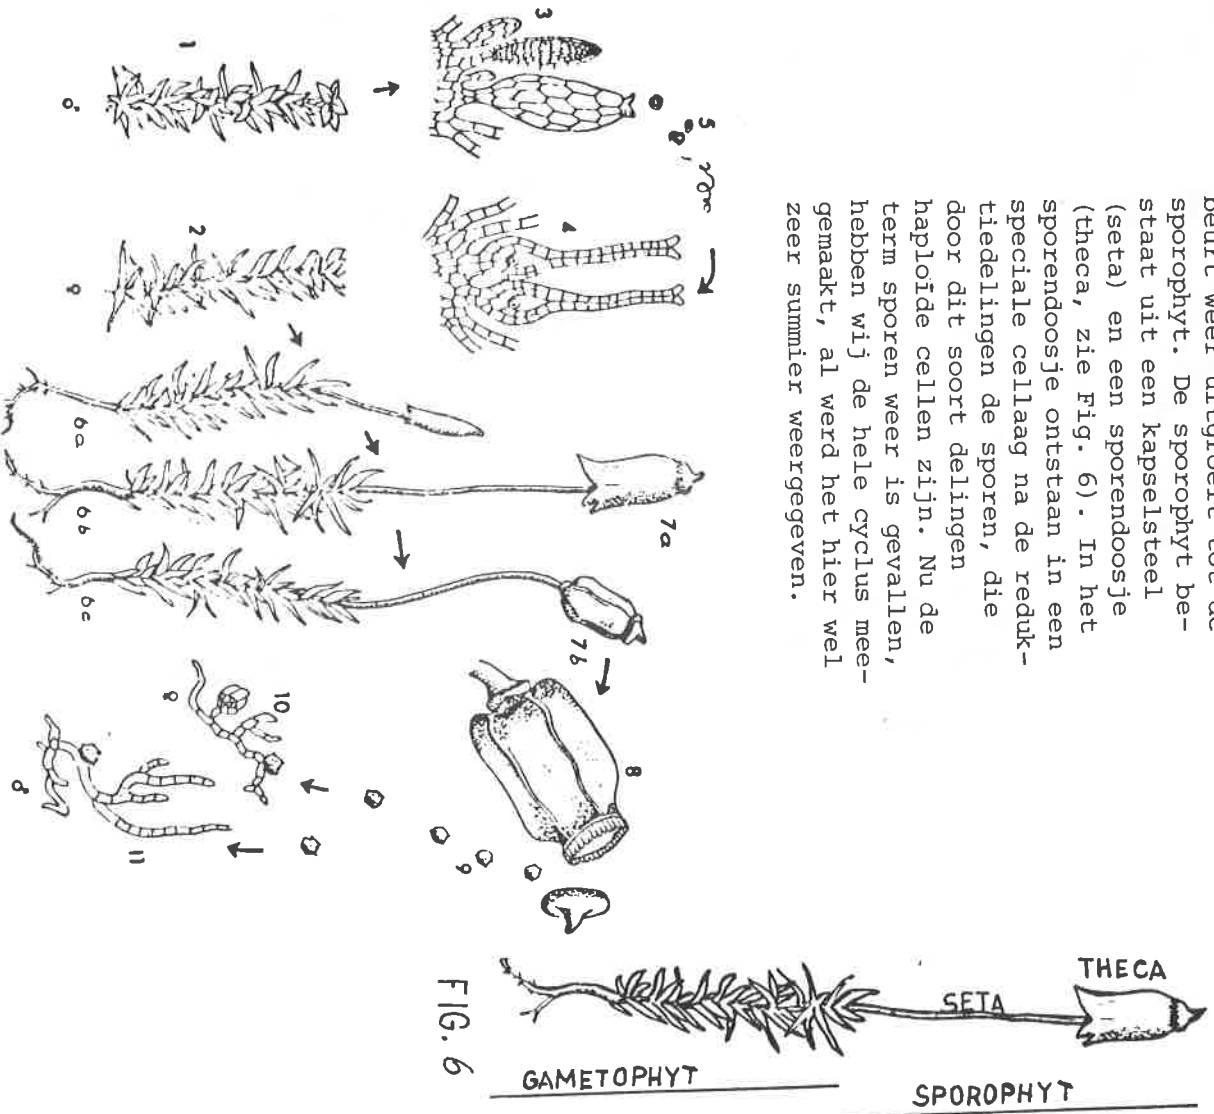 beurt weer uitgroeit tot de
sporophyt. De sporophyt be-
staat uit een kapselsteel
(seta) en een sporendoosje
(theca, zie Fig. 6). In het
sporendoosje ontstaan in een
speciale cellaag na de reduk-
tiedelingen de sporen, die
door dit soort delingen
haploïde cellen zijn. Nu de
term sporen weer is gevallen,
hebben wij de hele cyclus mee-
gemaakt, al werd het hier wel
zeer summier weergegeven.
3
5
4
1
♂
2
♀
6a
6b
6c
7a
7b
8
9
10
♀
11
♂
FIG. 6
THECA
SETA
GAMETOPHYT
SPOROPHYT